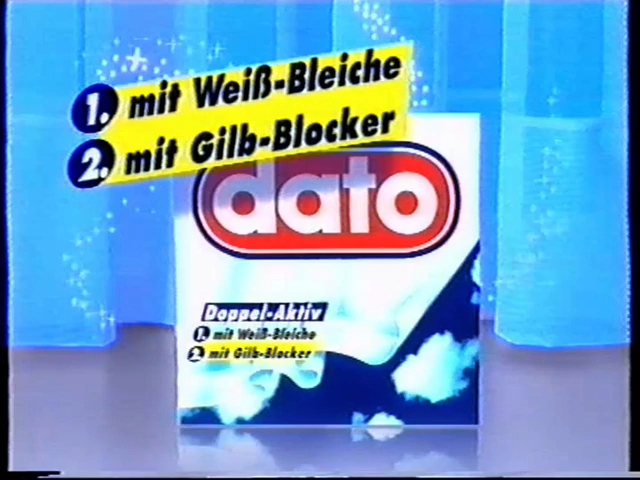 1. mit Weiß-Bleiche
2. mit Gilb-Blocker
dato
Doppel-Aktiv
1. mit Weiß-Bleiche
2. mit Gilb-Blocker